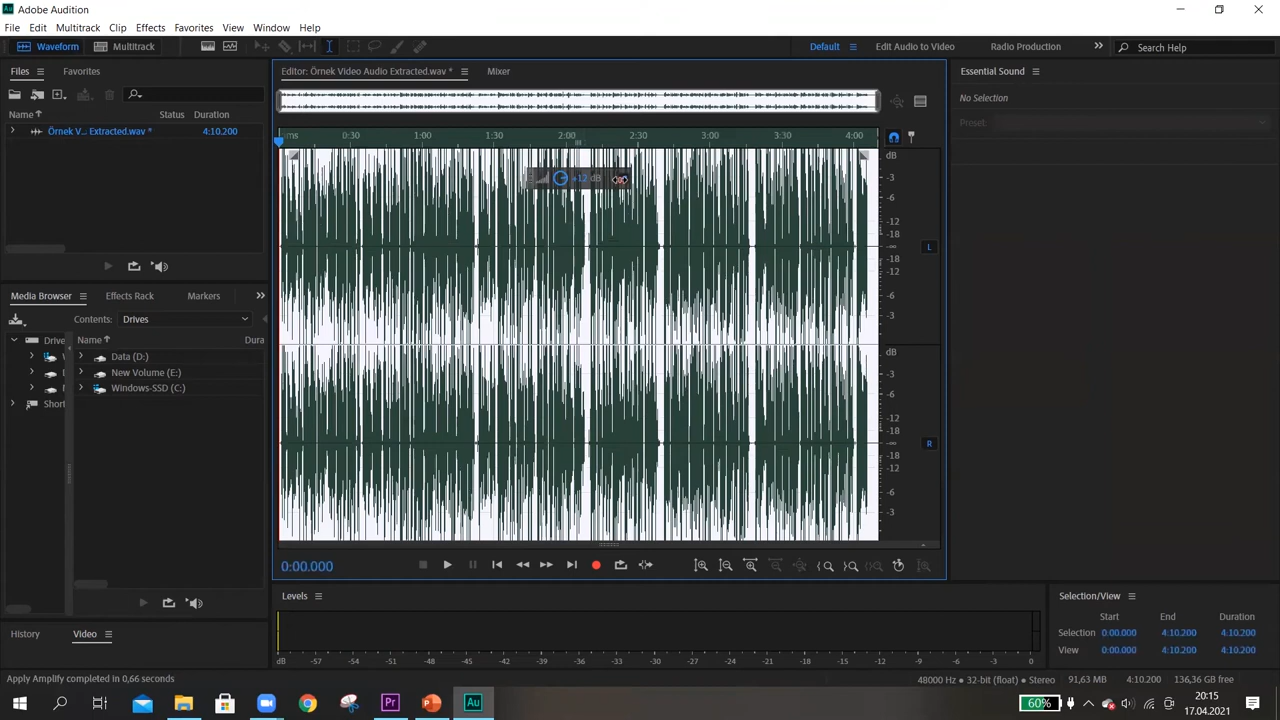 Adobe Audition
File Edit Multitrack Clip Effects Favorites View Window Help
Waveform Multitrack Default Edit Audio to Video Radio Production Search Help
Files Favorites
Name Status Duration
Örnek V... Extracted.wav * 4:10.200
Media Browser Effects Rack Markers
Contents: Drives
Drive Name Dura
Data (D:)
New Volume (E:)
Windows-SSD (C:)
Short
History Video
Editor: Örnek Video Audio Extracted.wav * Mixer
hms 0:30 1:00 1:30 2:00 2:30 3:00 3:30 4:00
+12 dB
dB
-3
-6
-12
-18
-∞
-18
-12
-6
-3
L
dB
-3
-6
-12
-18
-∞
-18
-12
-6
-3
R
0:00.000
Levels
dB -57 -54 -51 -48 -45 -42 -39 -36 -33 -30 -27 -24 -21 -18 -15 -12 -9 -6 -3 0
Essential Sound
No Selection
Preset:
Selection/View
Start End Duration
Selection 0:00.000 4:10.200 4:10.200
View 0:00.000 4:10.200 4:10.200
Apply Amplify completed in 0,66 seconds
48000 Hz • 32-bit (float) • Stereo 91,63 MB 4:10.200 136,36 GB free
60%
20:15
17.04.2021